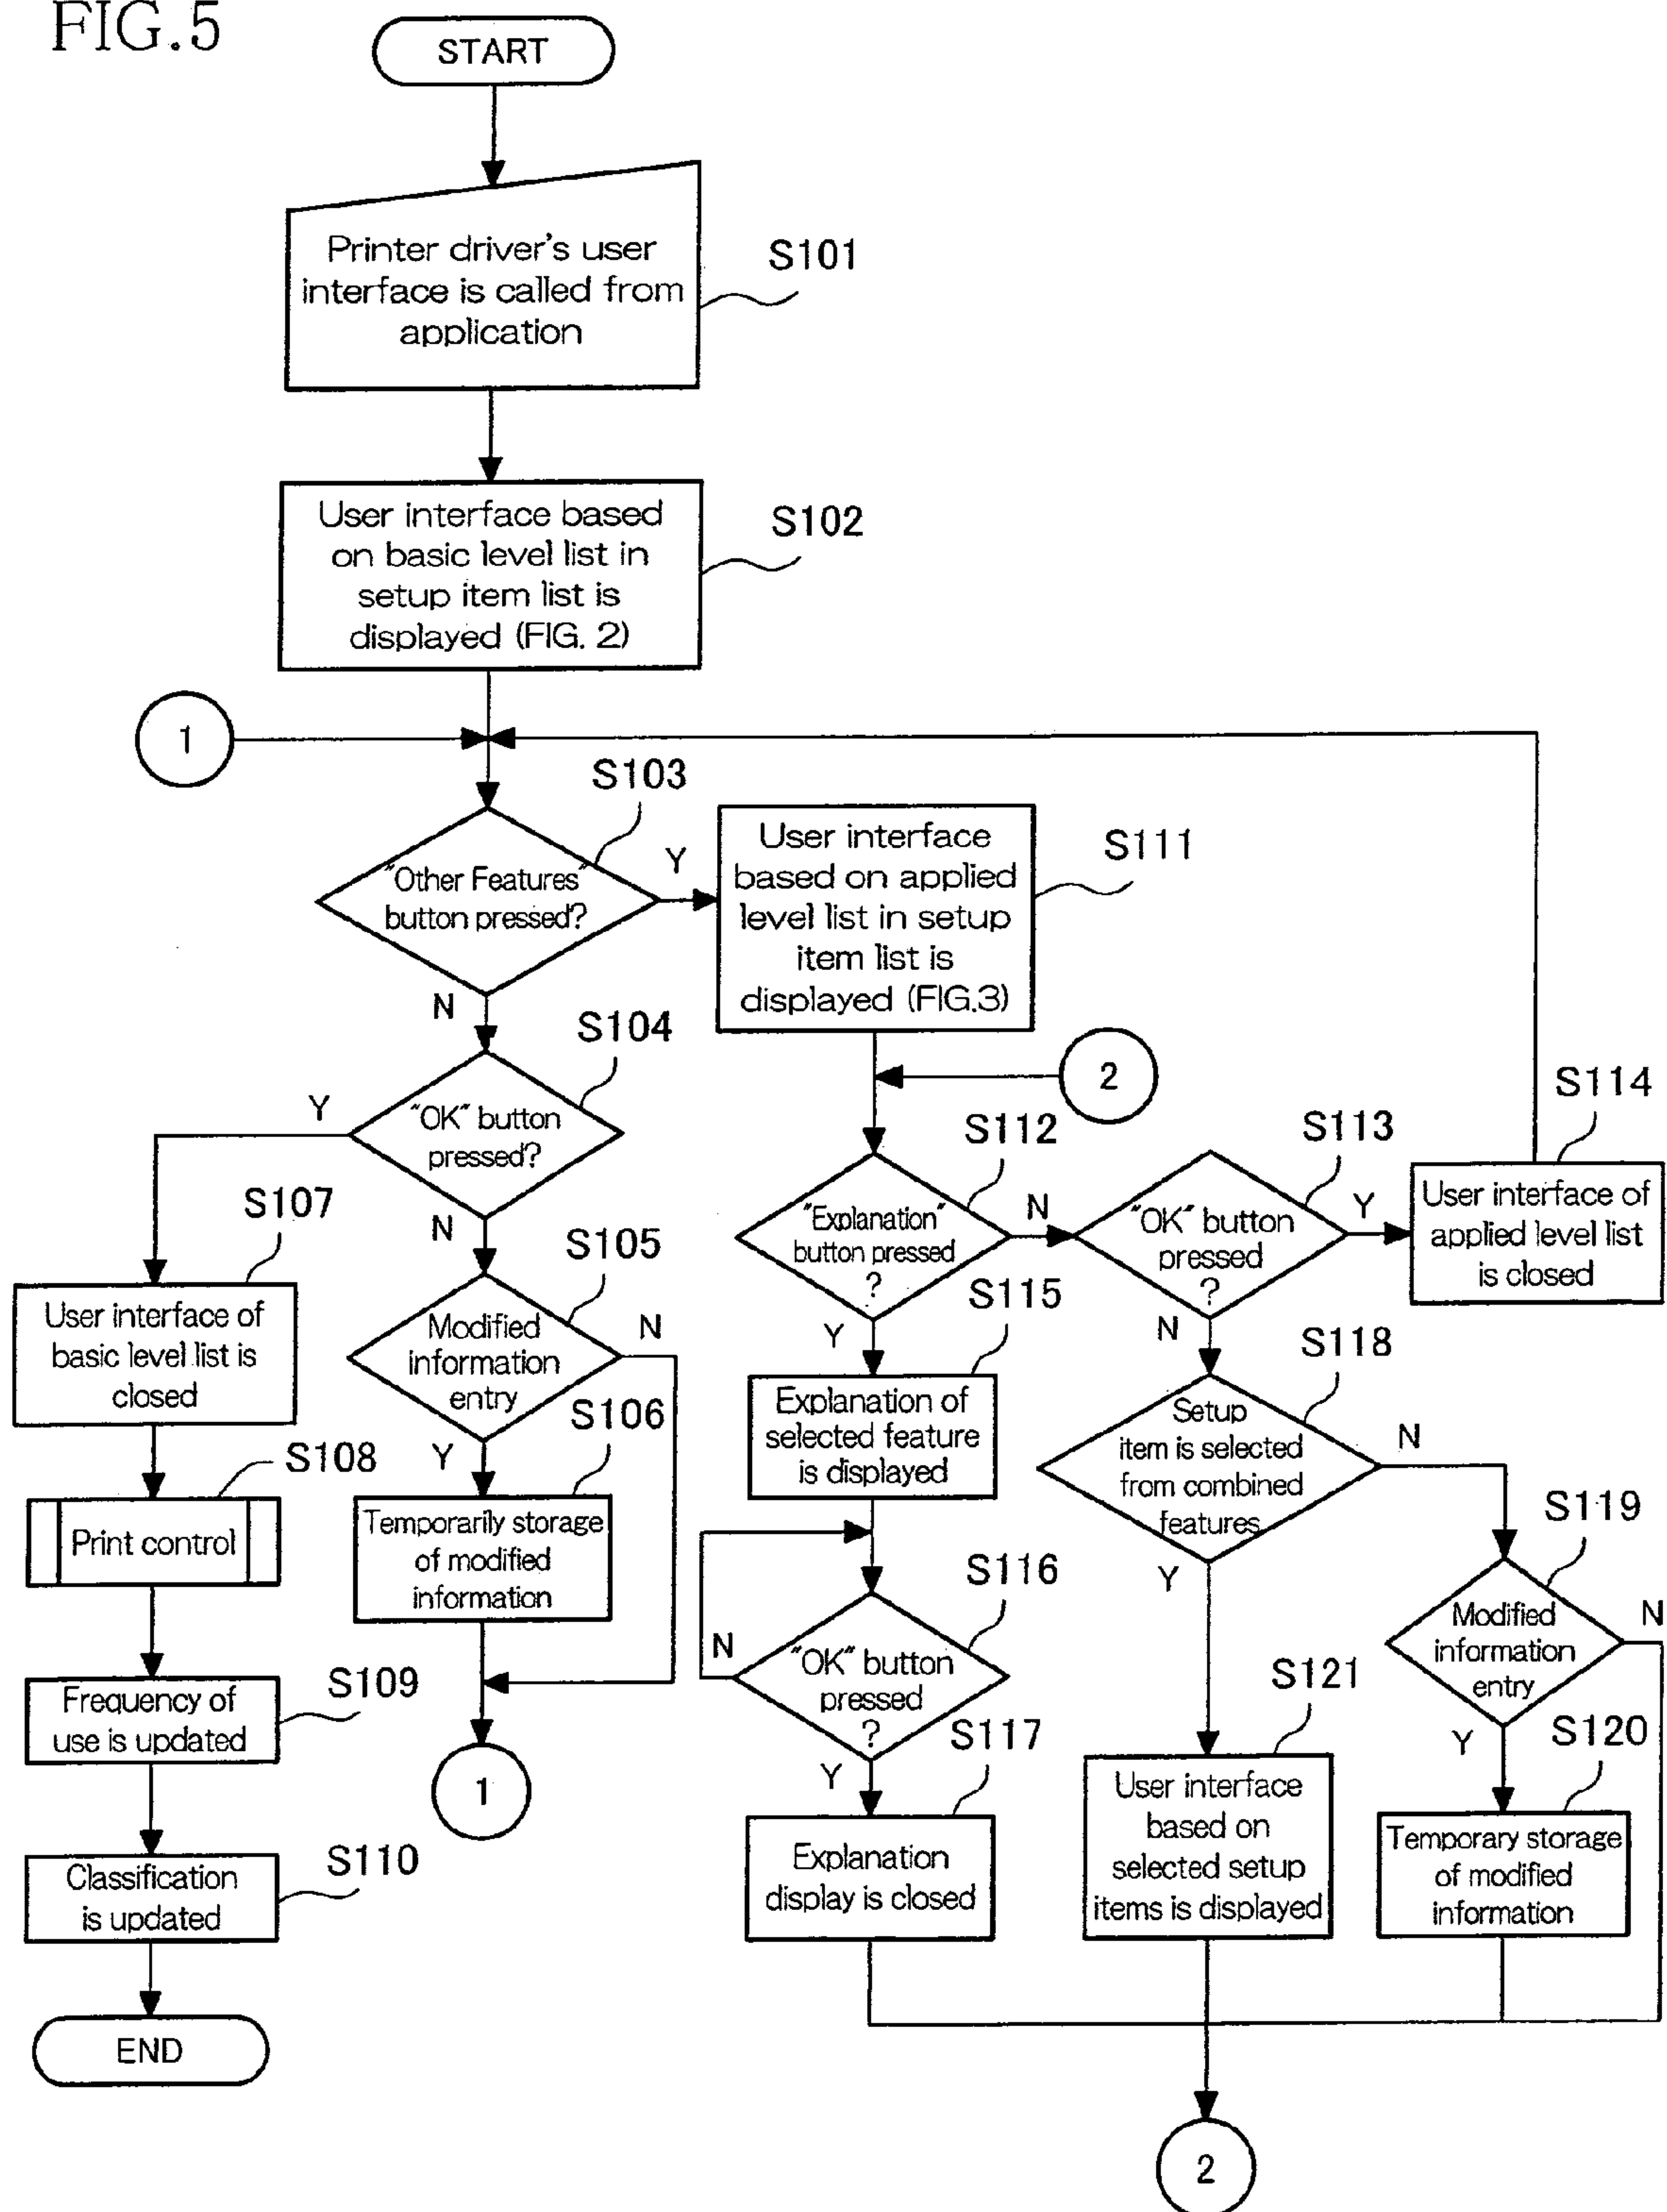 FIG.5
START
Printer driver's user
interface is called from
application
S101
User interface based
on basic level list in
setup item list is
displayed (FIG. 2)
S102
1
S103
"Other Features"
button pressed?
Y
N
User interface
based on applied
level list in setup
item list is
displayed (FIG.3)
S111
S104
"OK" button
pressed?
Y
N
2
S112
"Explanation"
button pressed
?
N
Y
S113
"OK" button
pressed
?
Y
N
S114
User interface of
applied level list
is closed
S107
User interface of
basic level list is
closed
S105
Modified
information
entry
N
Y
S106
Temporarily storage
of modified
information
1
S108
Print control
S109
Frequency of
use is updated
S110
Classification
is updated
END
S115
Explanation of
selected feature
is displayed
S116
"OK" button
pressed
?
N
Y
S117
Explanation
display is closed
S118
Setup
item is selected
from combined
features
N
Y
S119
Modified
information
entry
N
Y
S120
Temporary storage
of modified
information
S121
User interface
based on
selected setup
items is displayed
2